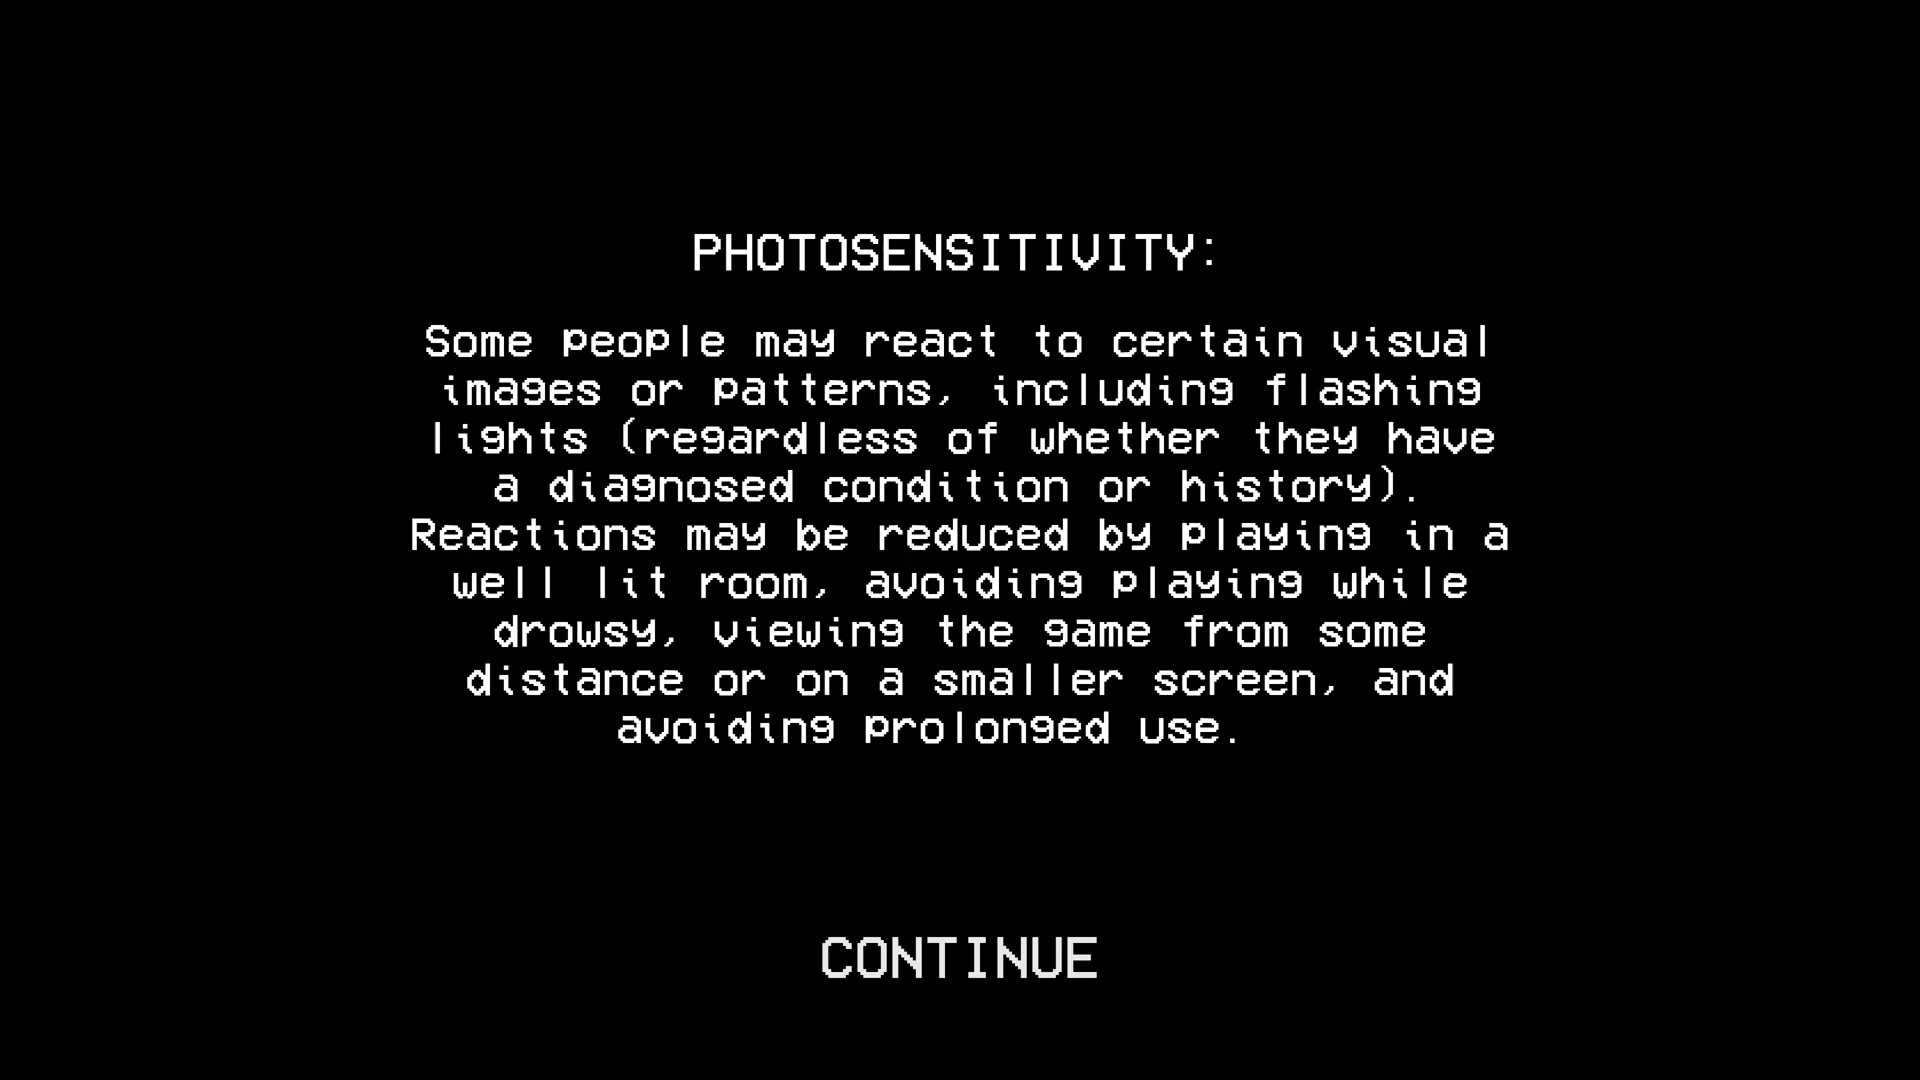 PHOTOSENSITIVITY:
Some people may react to certain visual
images or patterns, including flashing
lights (regardless of whether they have
a diagnosed condition or history).
Reactions may be reduced by playing in a
well lit room, avoiding playing while
drowsy, viewing the game from some
distance or on a smaller screen, and
avoiding prolonged use.
CONTINUE